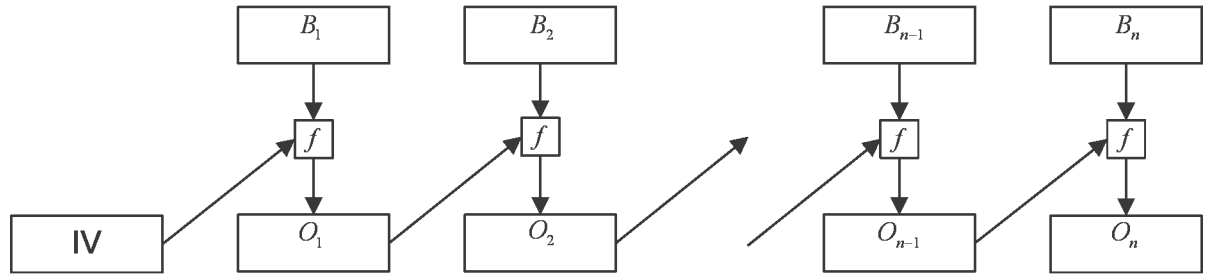 B₁ B₂ Bₙ₋₁ Bₙ
f f f f
IV O₁ O₂ Oₙ₋₁ Oₙ